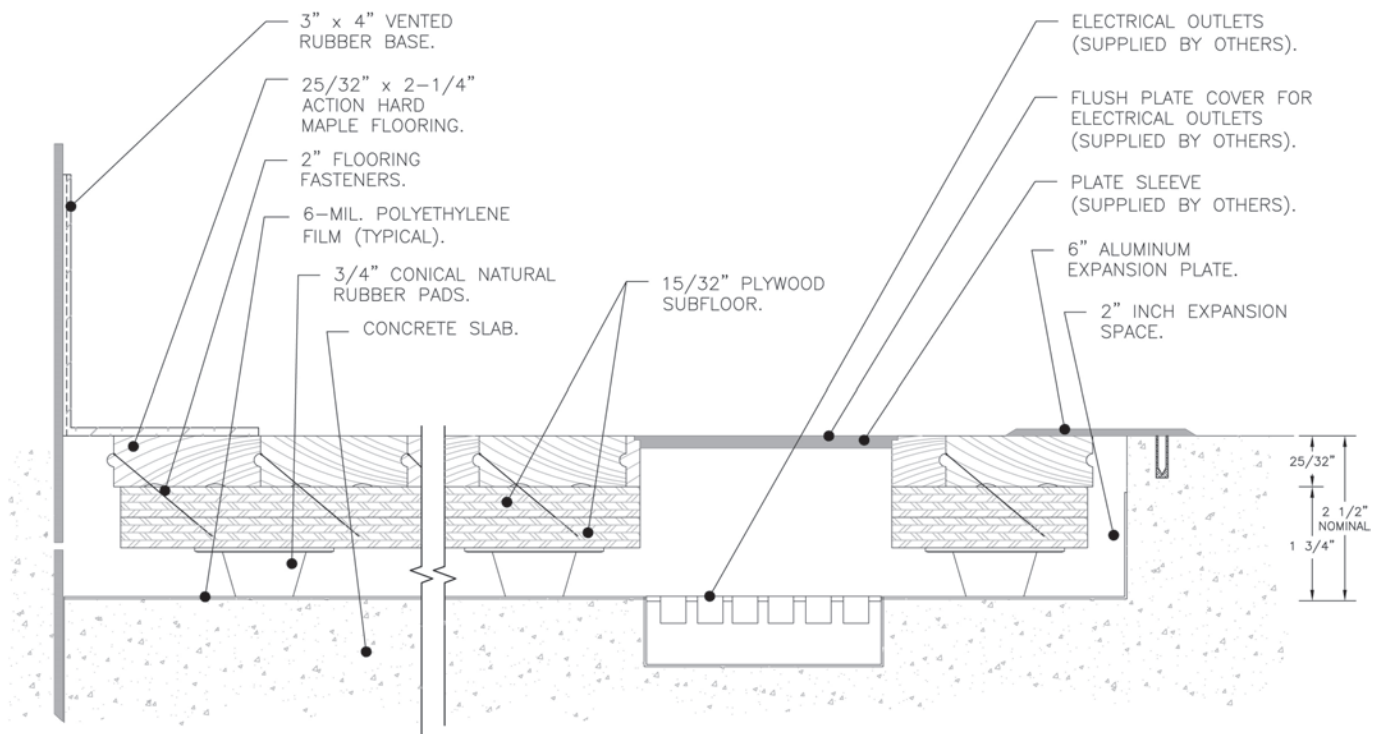 3” x 4” VENTED
RUBBER BASE.
25/32” x 2–1/4”
ACTION HARD
MAPLE FLOORING.
2” FLOORING
FASTENERS.
6–MIL. POLYETHYLENE
FILM (TYPICAL).
3/4” CONICAL NATURAL
RUBBER PADS.
CONCRETE SLAB.
15/32” PLYWOOD
SUBFLOOR.
ELECTRICAL OUTLETS
(SUPPLIED BY OTHERS).
FLUSH PLATE COVER FOR
ELECTRICAL OUTLETS
(SUPPLIED BY OTHERS).
PLATE SLEEVE
(SUPPLIED BY OTHERS).
6” ALUMINUM
EXPANSION PLATE.
2” INCH EXPANSION
SPACE.
25/32”
2 1/2”
NOMINAL
1 3/4”